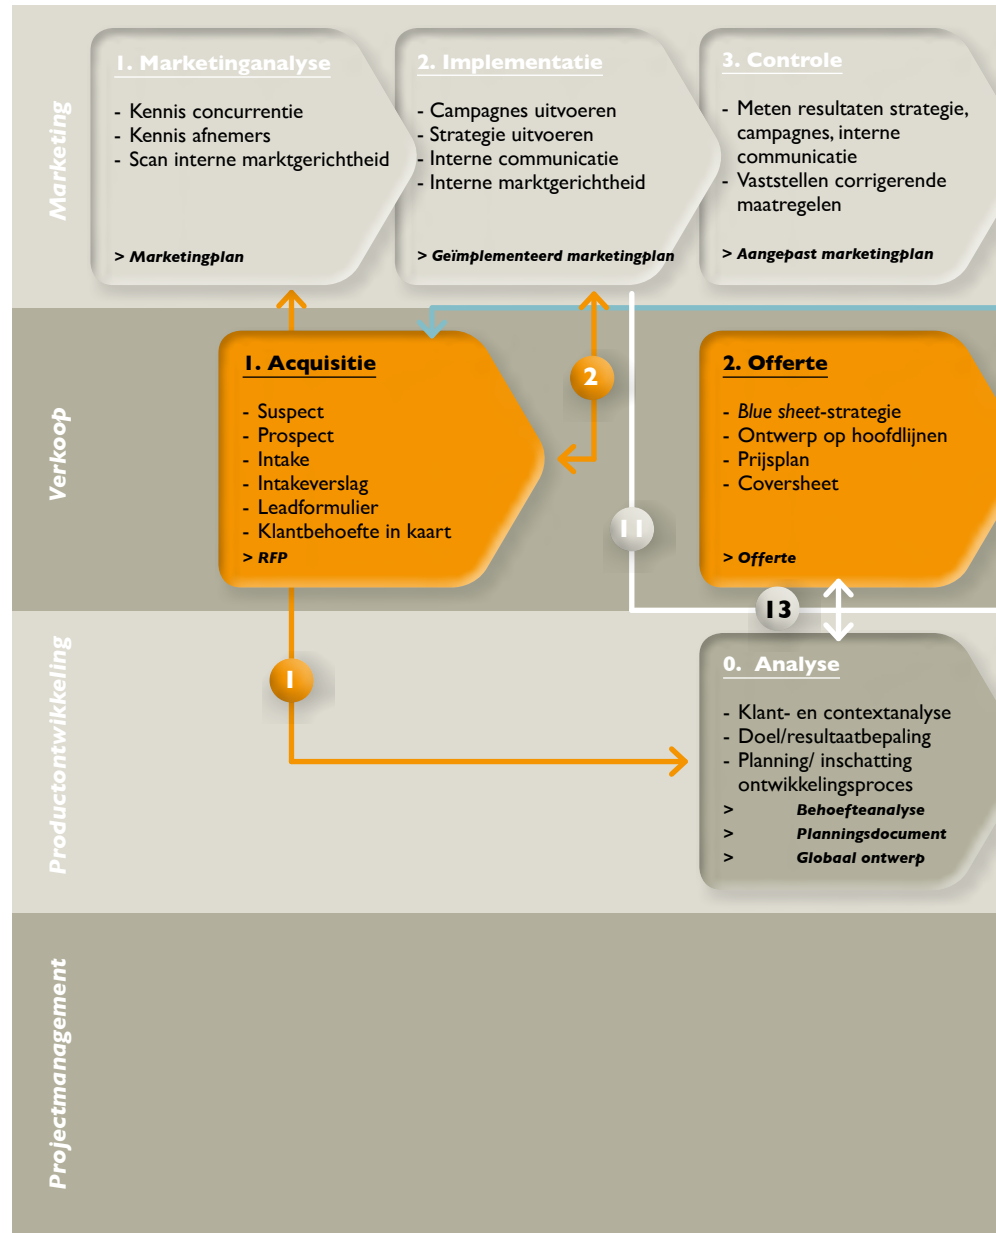 Marketing
1. Marketinganalyse
- Kennis concurrentie
- Kennis afnemers
- Scan interne marktgerichtheid
> Marketingplan
2. Implementatie
- Campagnes uitvoeren
- Strategie uitvoeren
- Interne communicatie
- Interne marktgerichtheid
> Geïmplementeerd marketingplan
3. Controle
- Meten resultaten strategie,
campagnes, interne
communicatie
- Vaststellen corrigerende
maatregelen
> Aangepast marketingplan
Verkoop
1. Acquisitie
- Suspect
- Prospect
- Intake
- Intakeverslag
- Leadformulier
- Klantbehoefte in kaart
> RFP
2
11
2. Offerte
- Blue sheet-strategie
- Ontwerp op hoofdlijnen
- Prijsplan
- Coversheet
> Offerte
13
Productontwikkeling
1
0. Analyse
- Klant- en contextanalyse
- Doel/resultaatbepaling
- Planning/ inschatting
ontwikkelingsproces
> Behoefteanalyse
> Planningsdocument
> Globaal ontwerp
Projectmanagement